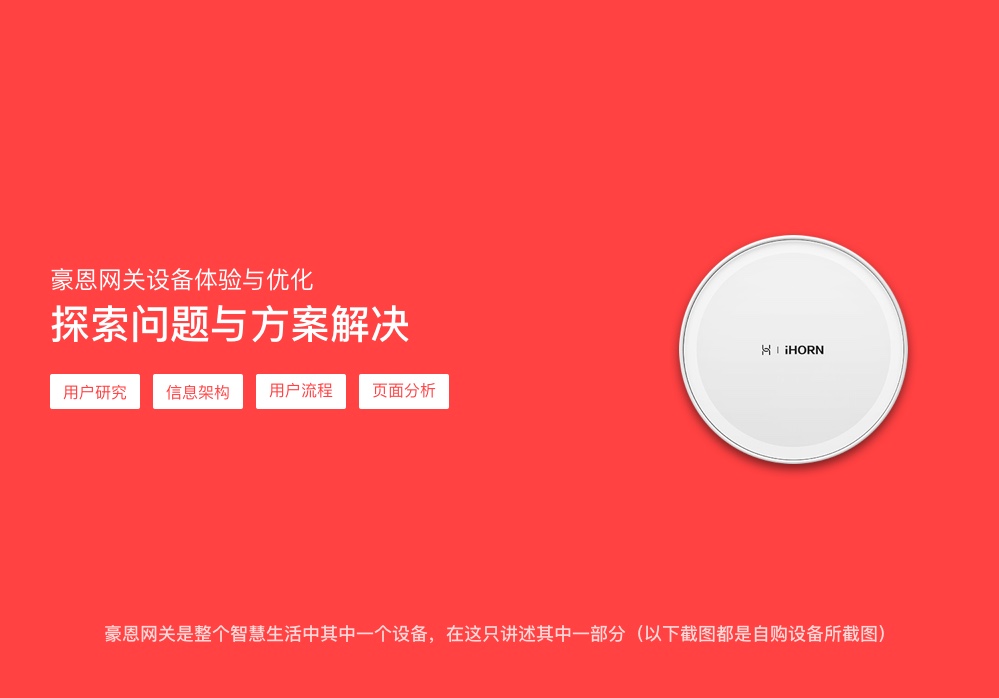 豪恩网关设备体验与优化
探索问题与方案解决
用户研究 信息架构 用户流程 页面分析
iHORN
豪恩网关是整个智慧生活中其中一个设备，在这只讲述其中一部分（以下截图都是自购设备所截图）